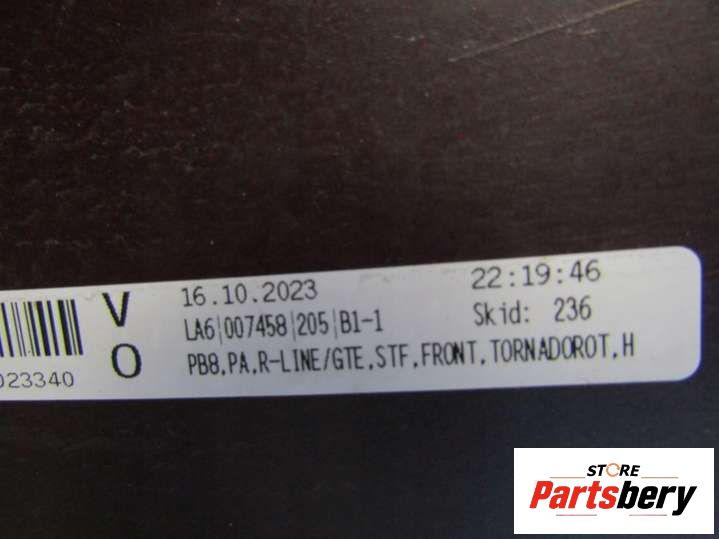 V
O
023340
16.10.2023 22:19:46
LA6|007458|205|B1-1 Skid: 236
PB8,PA,R-LINE/GTE,STF,FRONT,TORNADOROT,H
STORE
Partsbery